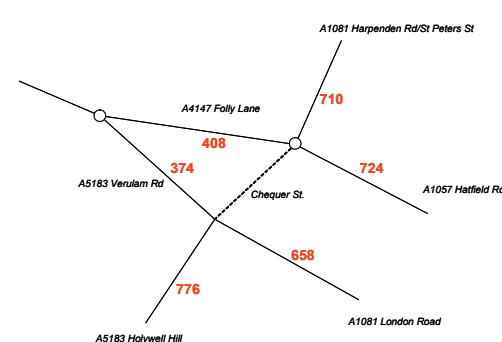 A1081 Harpenden Rd/St Peters St
710
A4147 Folly Lane
408
374
724
A5183 Verulam Rd
Chequer St.
A1057 Hatfield Rd
658
776
A1081 London Road
A5183 Holywell Hill